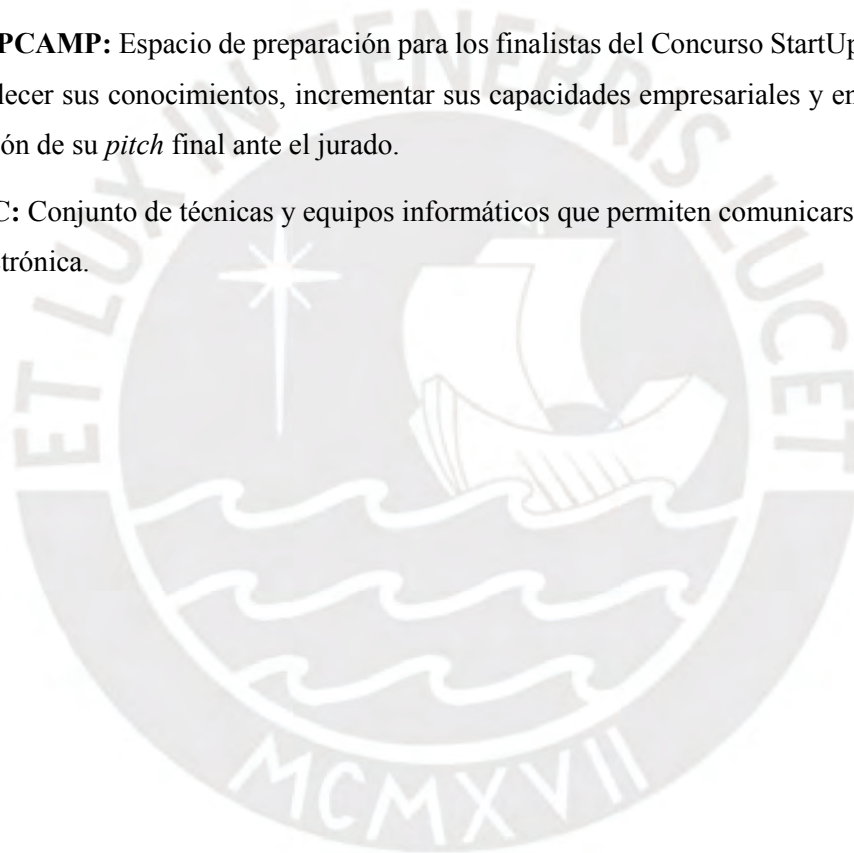 PCAMP: Espacio de preparación para los finalistas del Concurso StartUp
lecer sus conocimientos, incrementar sus capacidades empresariales y en
ón de su pitch final ante el jurado.
C: Conjunto de técnicas y equipos informáticos que permiten comunicars
trónica.
ET LUX IN TENEBRIS LUCET
MCMXVII